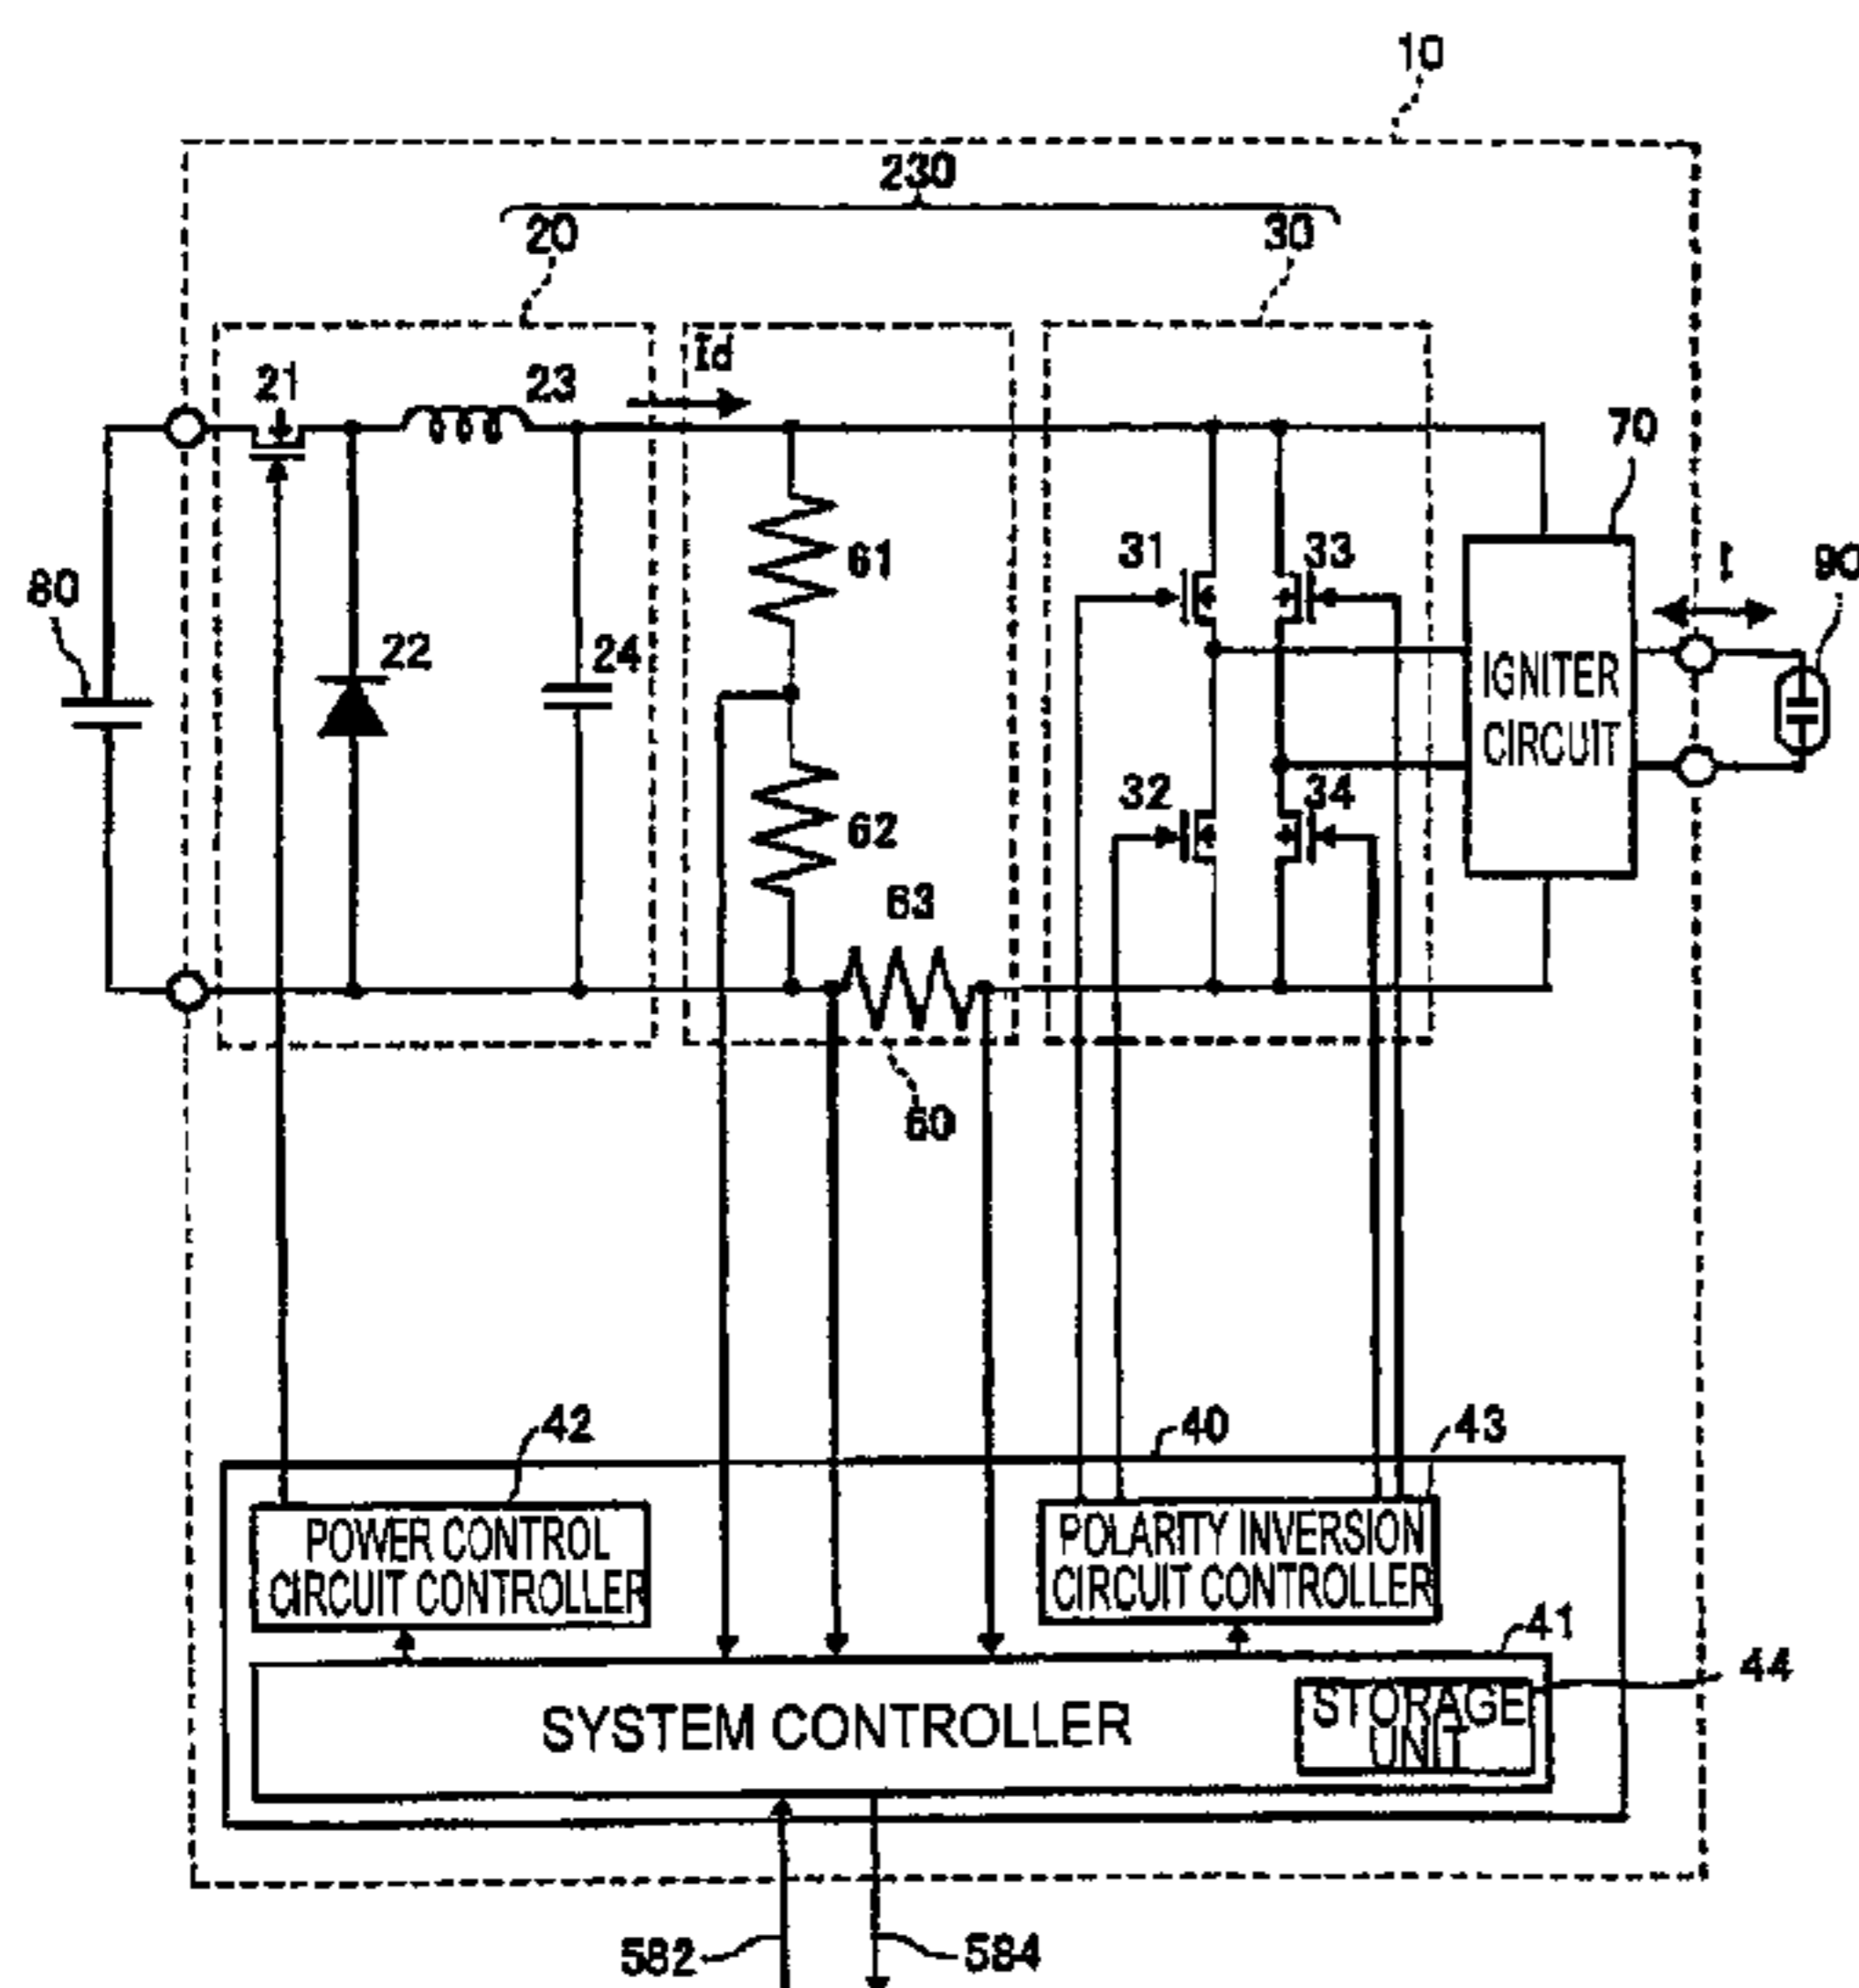 10
230
20
30
Id
21
23
70
61
31
33
I
90
80
22
24
IGNITER
CIRCUIT
62
32
34
63
60
42
40
43
POWER CONTROL
CIRCUIT CONTROLLER
POLARITY INVERSION
CIRCUIT CONTROLLER
41
44
SYSTEM CONTROLLER
STORAGE
UNIT
582
584